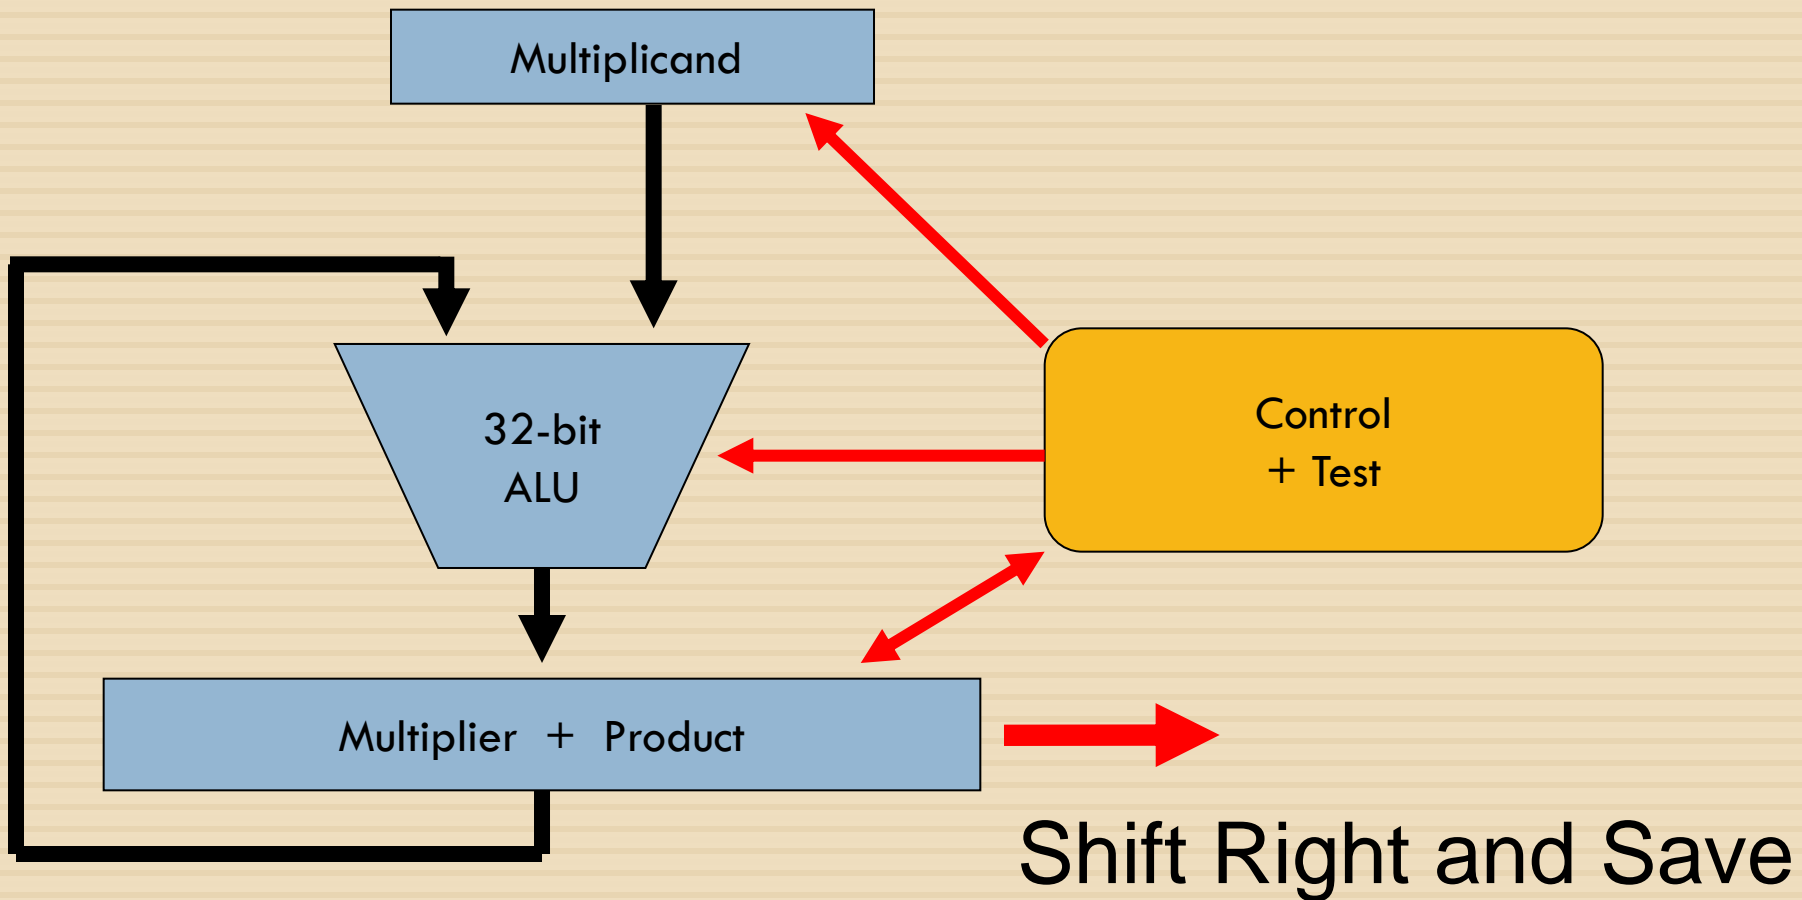 Multiplicand
32-bit
ALU
Control
+ Test
Multiplier + Product
Shift Right and Save